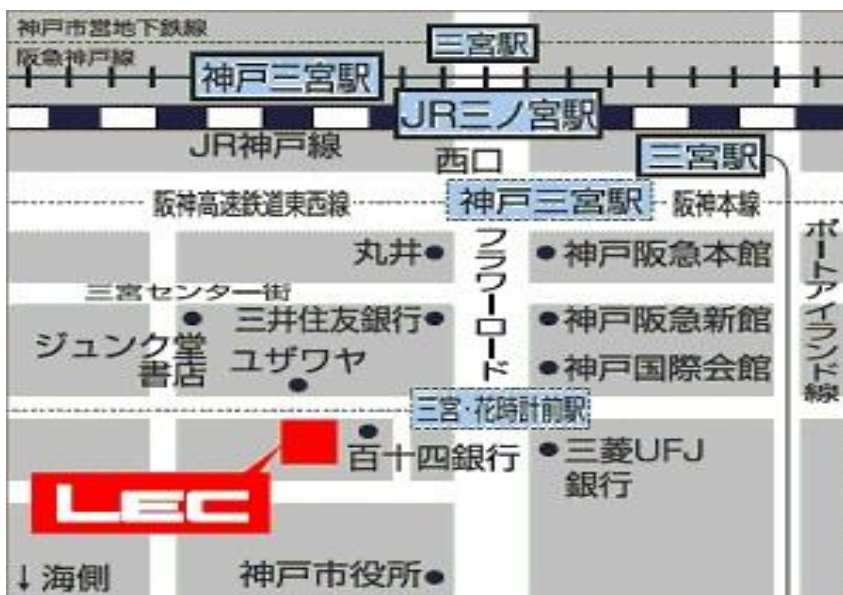 神戸市営地下鉄線
三宮駅
阪急神戸線
神戸三宮駅
JR三ノ宮駅
JR神戸線
西口
三宮駅
阪神高速鉄道東西線
神戸三宮駅
阪神本線
丸井
フラワーロード
神戸阪急本館
ポートアイランド線
三宮センター街
三井住友銀行
神戸阪急新館
ジュンク堂
書店
ユザワヤ
神戸国際会館
三宮・花時計前駅
百十四銀行
三菱UFJ
銀行
LEC
↓海側
神戸市役所